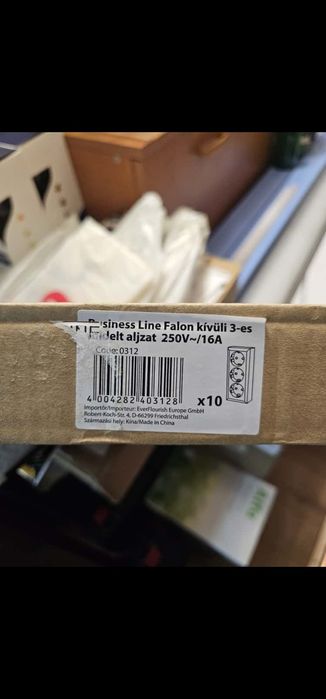 Business Line Falon kívüli 3-es
földelt aljzat 250V~/16A
Code: 0312
4 004282 403128
x10
Importőr/Importeur: EverFlourish Europe GmbH
Robert-Koch-Str. 4, D-66299 Friedrichsthal
Származási hely: Kína/Made In China